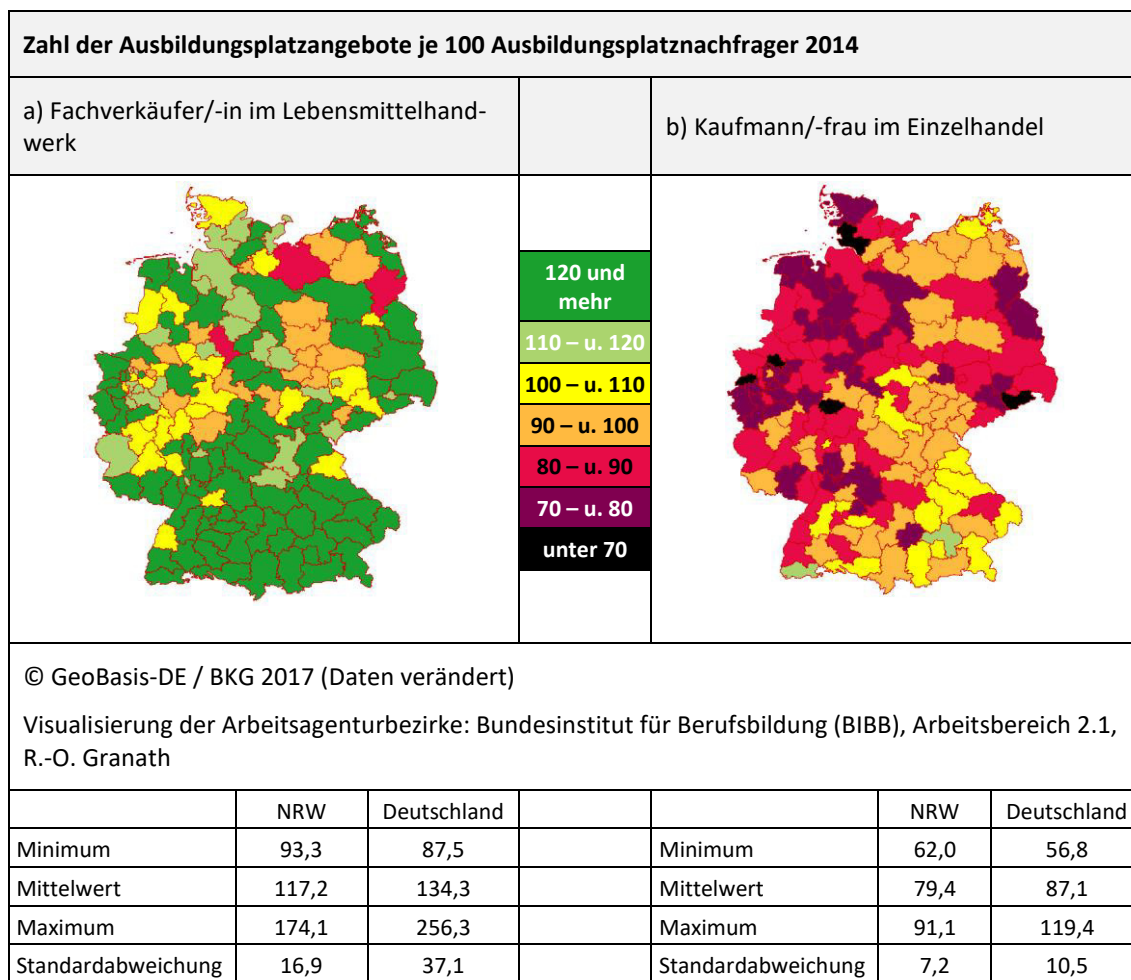 Zahl der Ausbildungsplatzangebote je 100 Ausbildungsplatznachfrager 2014
a) Fachverkäufer/-in im Lebensmittelhand-
werk
b) Kaufmann/-frau im Einzelhandel
120 und
mehr
110 – u. 120
100 – u. 110
90 – u. 100
80 – u. 90
70 – u. 80
unter 70
© GeoBasis-DE / BKG 2017 (Daten verändert)
Visualisierung der Arbeitsagenturbezirke: Bundesinstitut für Berufsbildung (BIBB), Arbeitsbereich 2.1,
R.-O. Granath
NRW Deutschland NRW Deutschland
Minimum 93,3 87,5 Minimum 62,0 56,8
Mittelwert 117,2 134,3 Mittelwert 79,4 87,1
Maximum 174,1 256,3 Maximum 91,1 119,4
Standardabweichung 16,9 37,1 Standardabweichung 7,2 10,5